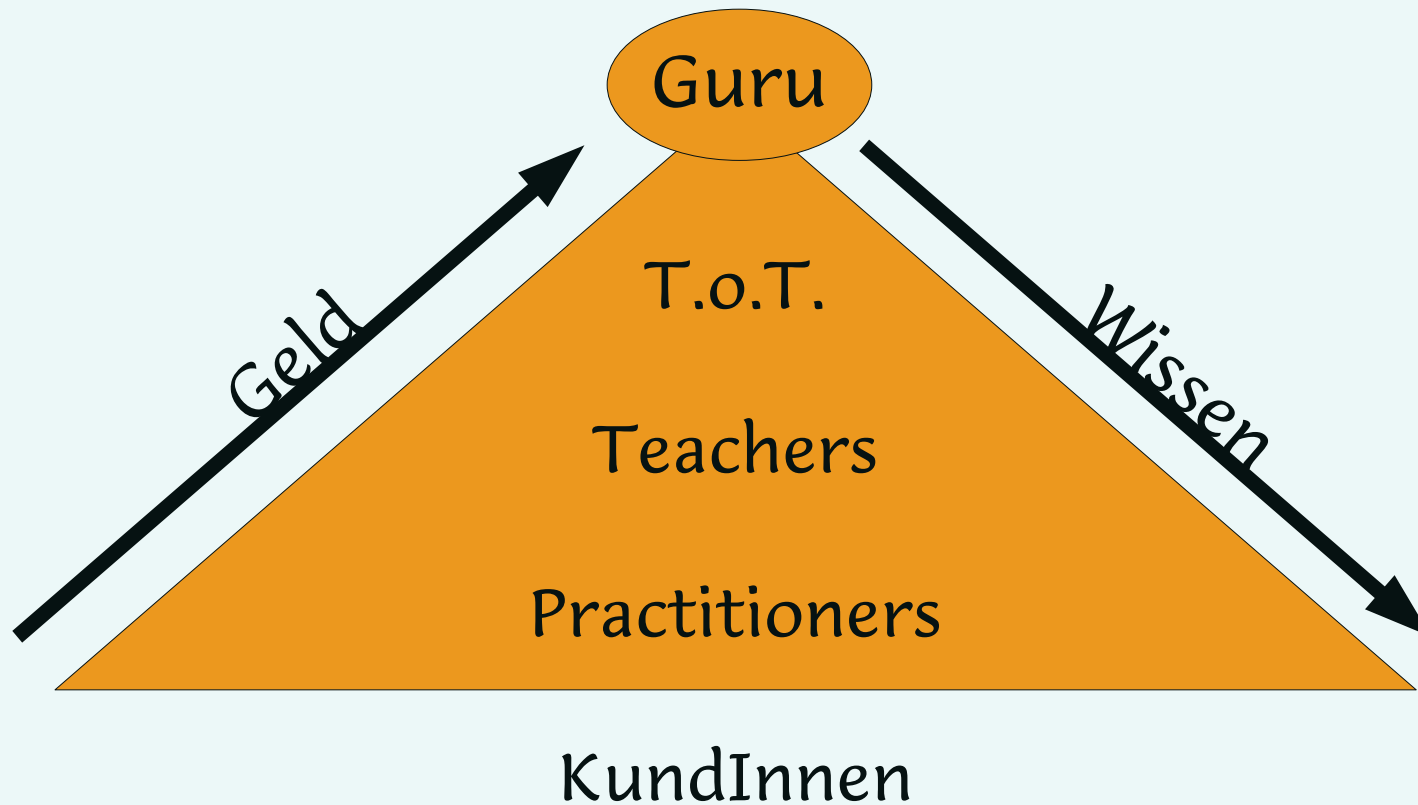 Guru
Geld
Wissen
T.o.T.
Teachers
Practitioners
KundInnen